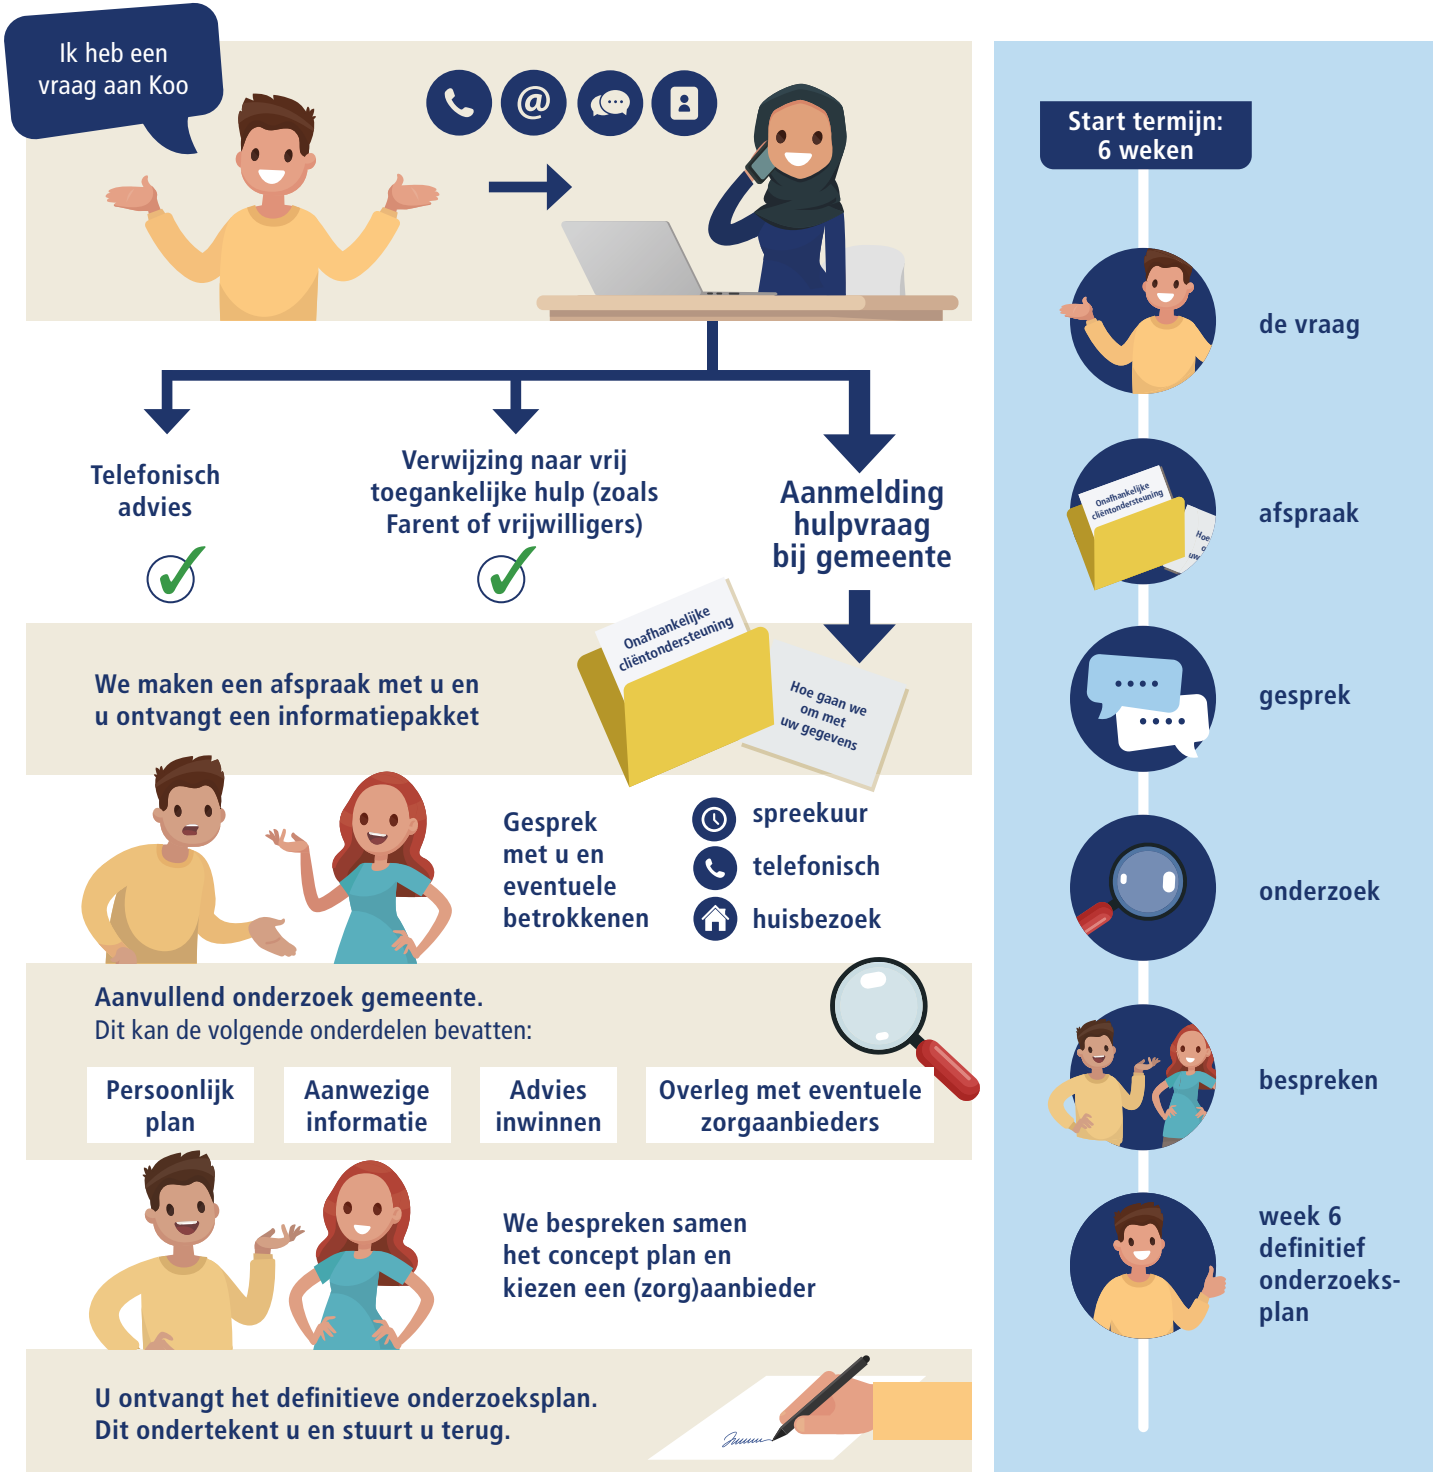 Ik heb een
vraag aan Koo
@
Telefonisch
advies
Verwijzing naar vrij
toegankelijke hulp (zoals
Farent of vrijwilligers)
Aanmelding
hulpvraag
bij gemeente
We maken een afspraak met u en
u ontvangt een informatiepakket
Onafhankelijke
cliëntondersteuning
Hoe gaan we
om met
uw gegevens
Gesprek
met u en
eventuele
betrokkenen
spreekuur
telefonisch
huisbezoek
Aanvullend onderzoek gemeente.
Dit kan de volgende onderdelen bevatten:
Persoonlijk
plan
Aanwezige
informatie
Advies
inwinnen
Overleg met eventuele
zorgaanbieders
We bespreken samen
het concept plan en
kiezen een (zorg)aanbieder
U ontvangt het definitieve onderzoeksplan.
Dit ondertekent u en stuurt u terug.
Start termijn:
6 weken
de vraag
Onafhankelijke
cliëntondersteuning
Hoe
o
uw
afspraak
gesprek
onderzoek
bespreken
week 6
definitief
onderzoeks-
plan